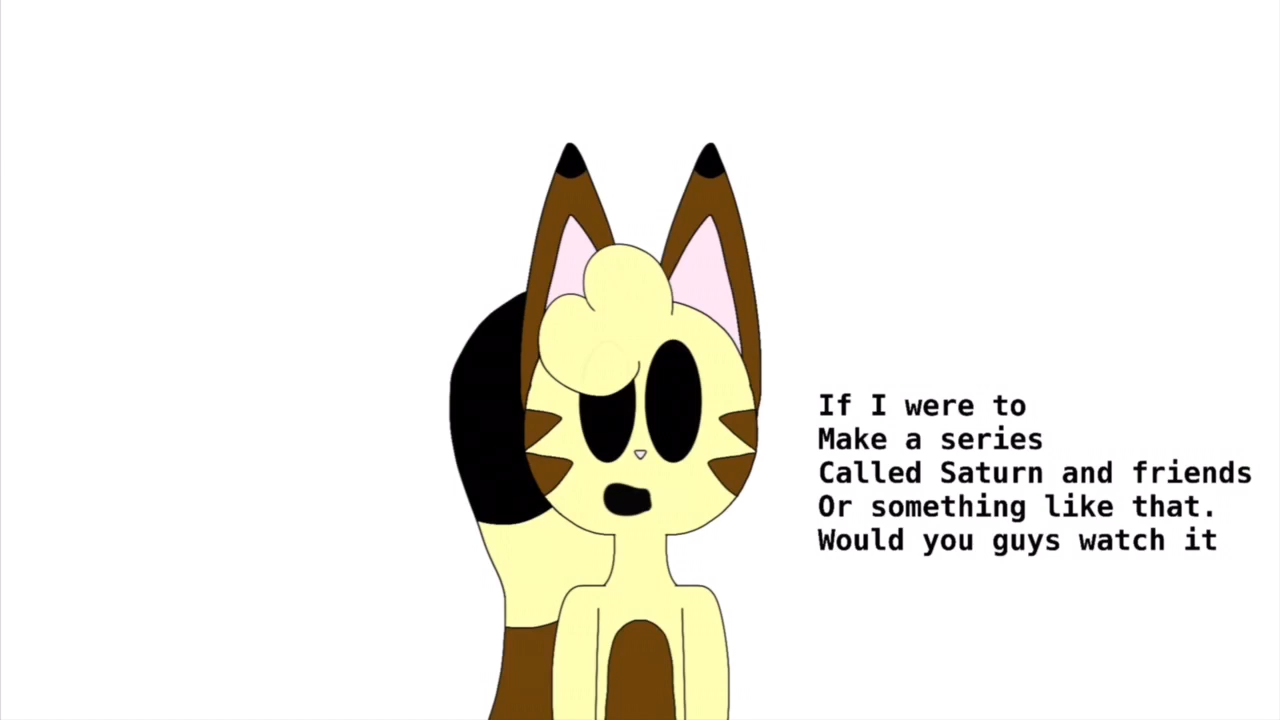 If I were to
Make a series
Called Saturn and friends
Or something like that.
Would you guys watch it